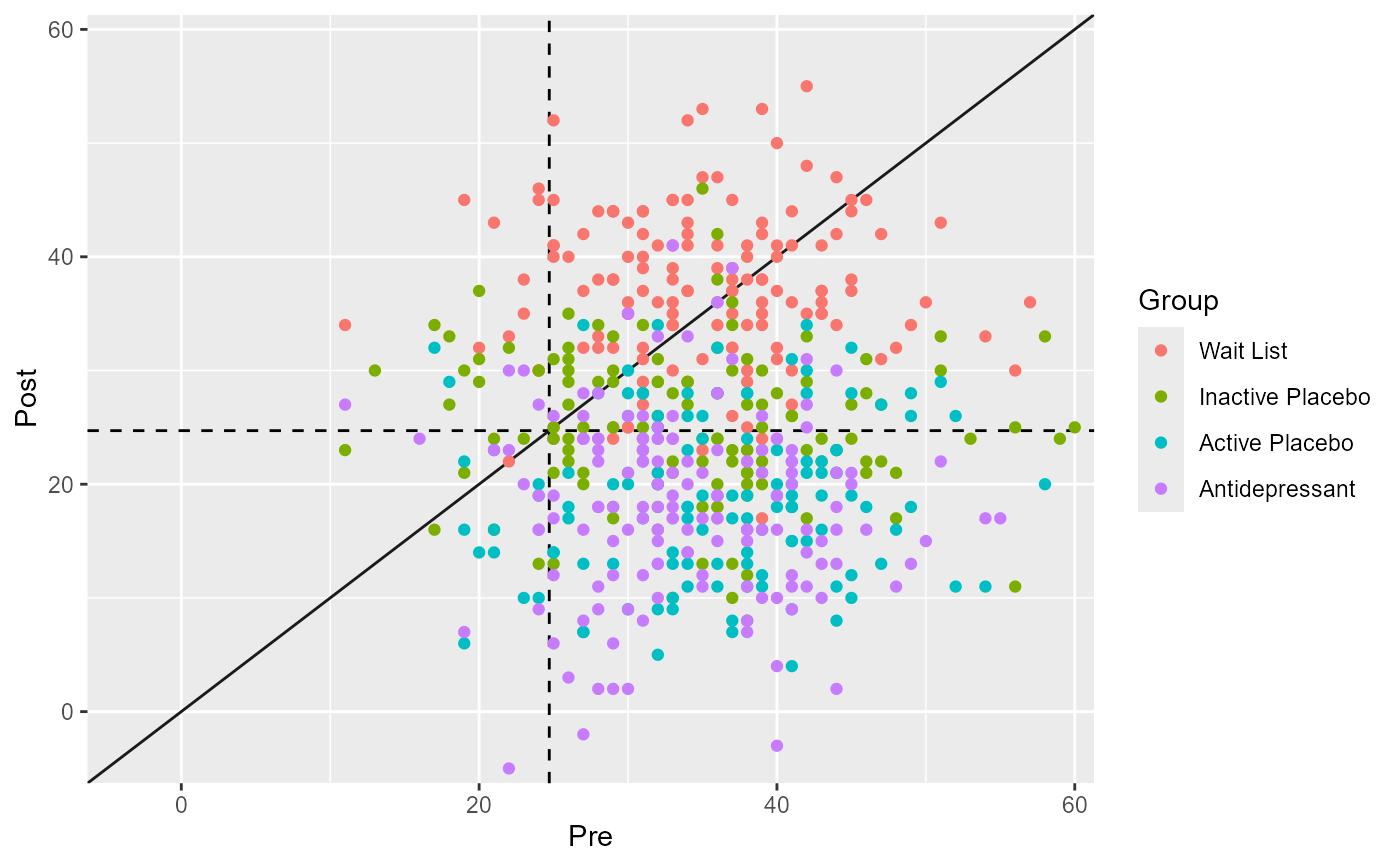 60
40
20
0
Post
0 20 40 60
Pre
Group
Wait List
Inactive Placebo
Active Placebo
Antidepressant